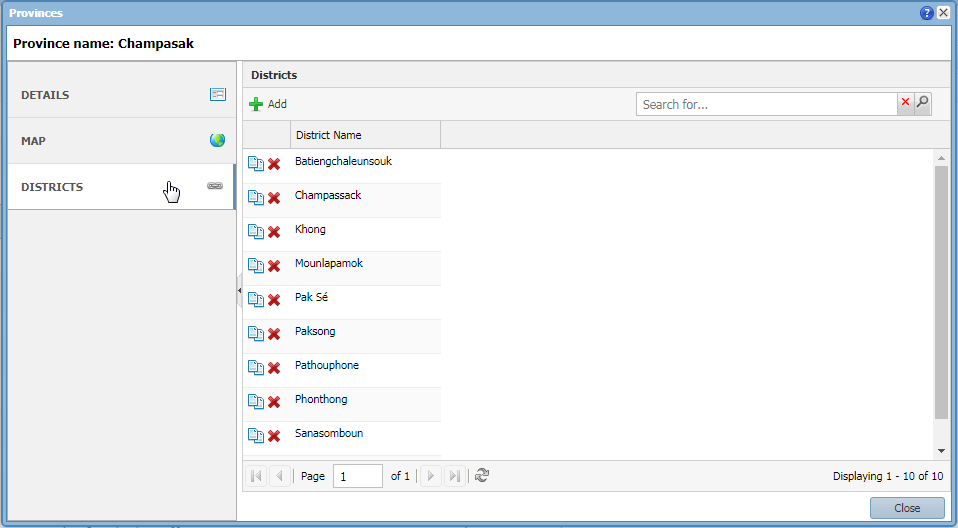 Provinces
Province name: Champasak
DETAILS
MAP
DISTRICTS
Districts
Add
Search for...
District Name
Batiengchaleunsouk
Champassack
Khong
Mounlapamok
Pak Sé
Paksong
Pathouphone
Phonthong
Sanasomboun
Page 1 of 1
Displaying 1 - 10 of 10
Close